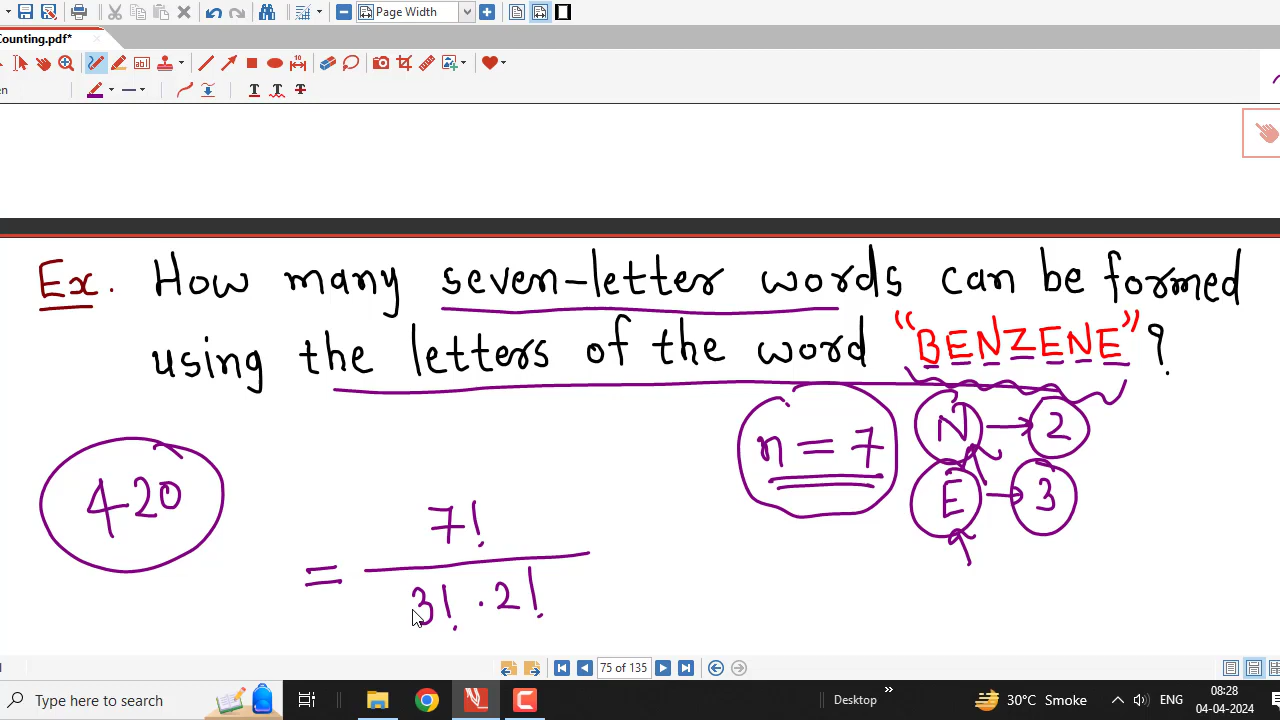 Page Width
Counting.pdf*
10
en
Ex. How many seven-letter words can be formed
using the letters of the word "BENZENE"?
n = 7
N → 2
E → 3
420
= 7!
3! . 2!
75 of 135
Type here to search
Desktop
30°C Smoke
ENG
08:28
04-04-2024